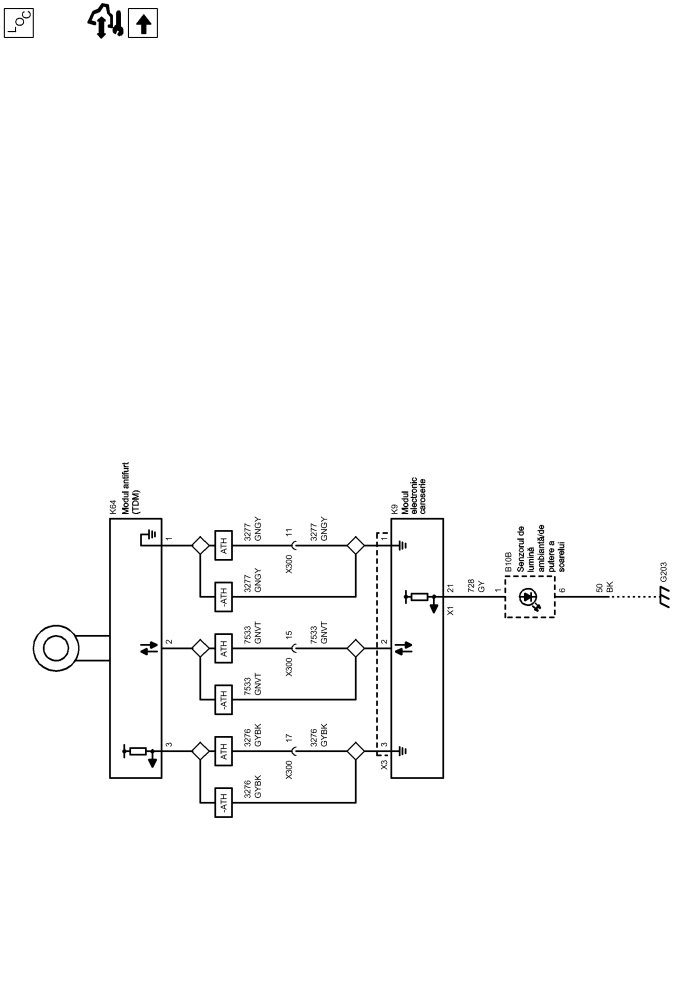 LOC
K64
Modul antifurt
(TDM)
1
2
3
ATH
-ATH
ATH
-ATH
ATH
-ATH
3277
GNGY
3277
GNGY
7533
GNVT
7533
GNVT
3276
GYBK
3276
GYBK
11
X300
15
X300
17
X300
3277
GNGY
7533
GNVT
3276
GYBK
1
2
3
X3
K9
Modul
electronic
caroserie
21
X1
728
GY
1
B10B
Senzorul de
lumină
ambiantă/de
putere a
soarelui
6
50
BK
G203